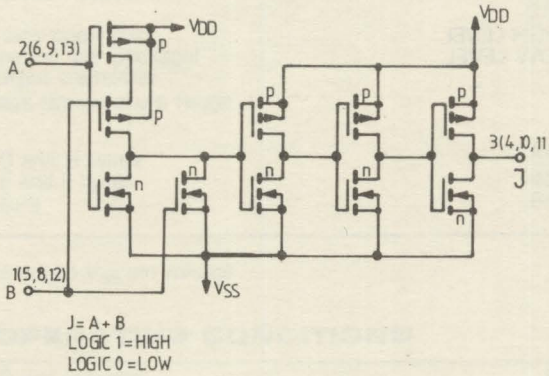 VDD
VDD
p
2(6,9,13)
A
p
p
p
p
3(4,10,11
J
n
n
n
n
n
1(5,8,12)
B
VSS
J=A+B
LOGIC 1=HIGH
LOGIC 0=LOW